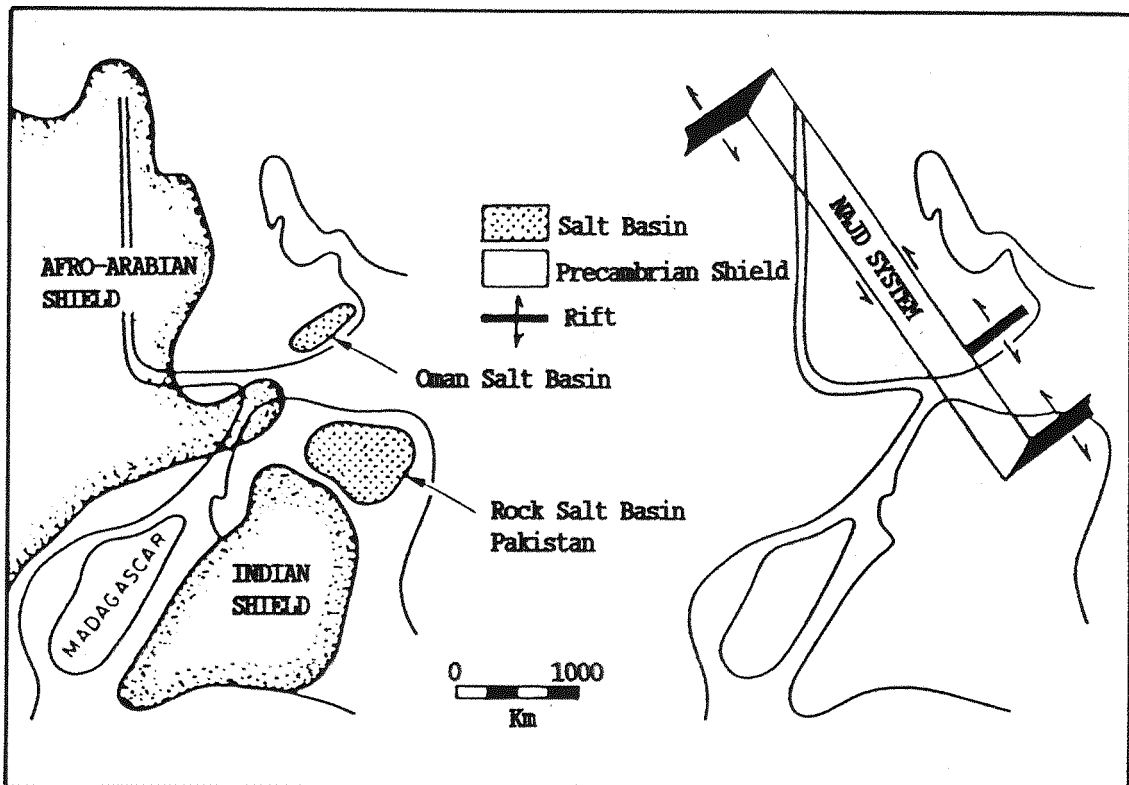 AFRO-ARABIAN
SHIELD
Salt Basin
Precambrian Shield
Rift
Oman Salt Basin
Rock Salt Basin
Pakistan
MADAGASCAR
INDIAN
SHIELD
0 1000
Km
NAJD SYSTEM